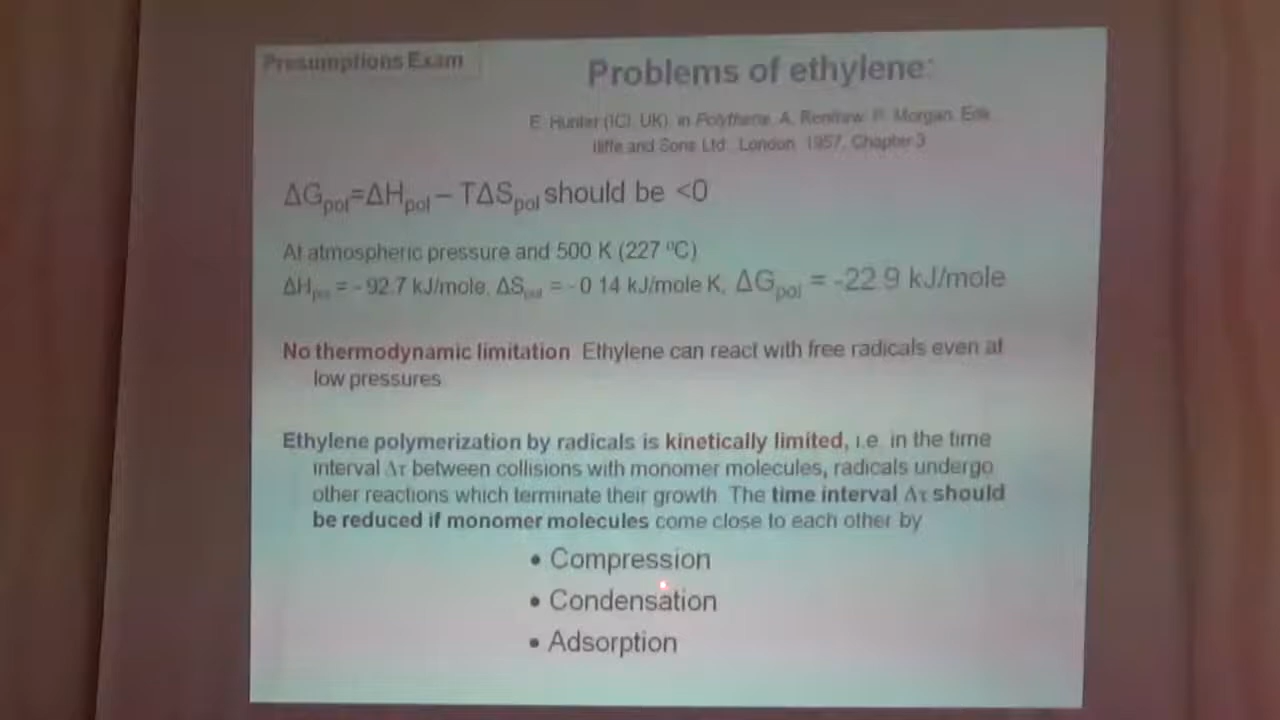 Presumptions Exam
Problems of ethylene:
E. Hunter (ICI, UK), in Polythene, A. Renfrew, P. Morgan, Eds.
Iliffe and Sons Ltd., London, 1957, Chapter 3
ΔGpol=ΔHpol – TΔSpol should be <0
At atmospheric pressure and 500 K (227 ºC)
ΔHpol = - 92.7 kJ/mole, ΔSpol = - 0.14 kJ/mole K, ΔGpol = -22.9 kJ/mole
No thermodynamic limitation. Ethylene can react with free radicals even at
low pressures.
Ethylene polymerization by radicals is kinetically limited, i.e. in the time
interval Δτ between collisions with monomer molecules, radicals undergo
other reactions which terminate their growth. The time interval Δτ should
be reduced if monomer molecules come close to each other by
• Compression
• Condensation
• Adsorption